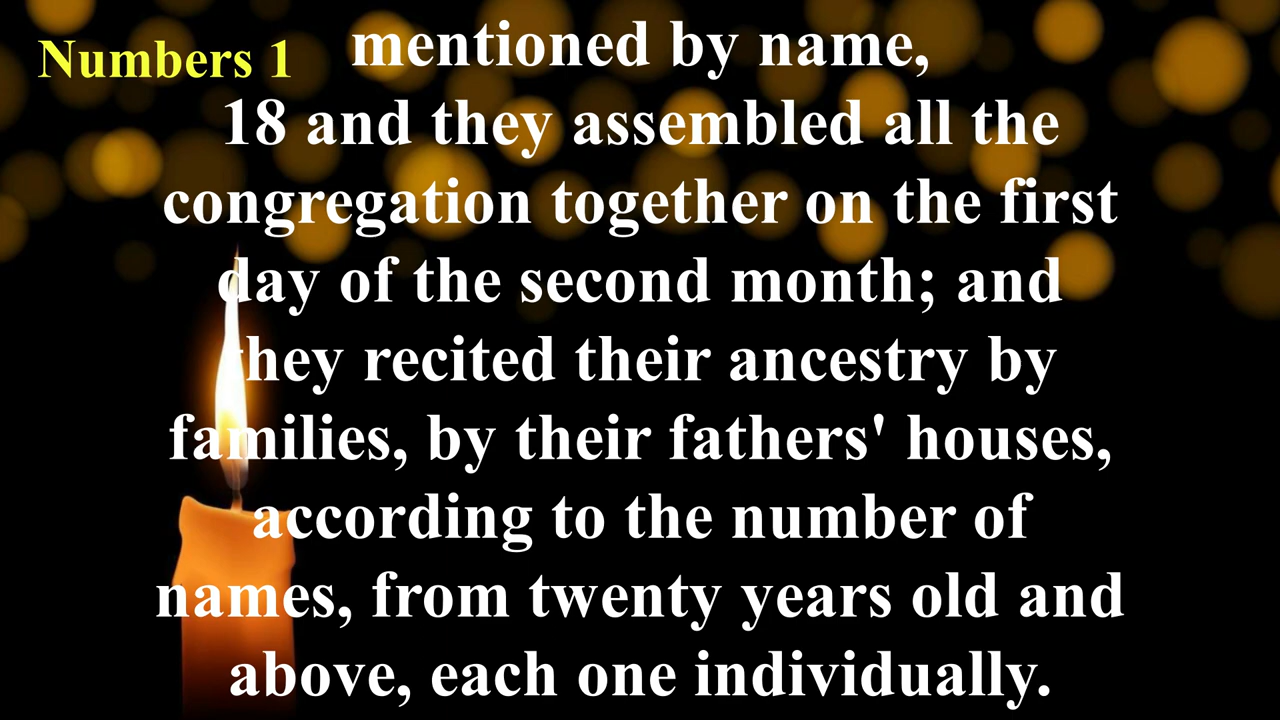 Numbers 1
mentioned by name,
18 and they assembled all the
congregation together on the first
day of the second month; and
they recited their ancestry by
families, by their fathers' houses,
according to the number of
names, from twenty years old and
above, each one individually.